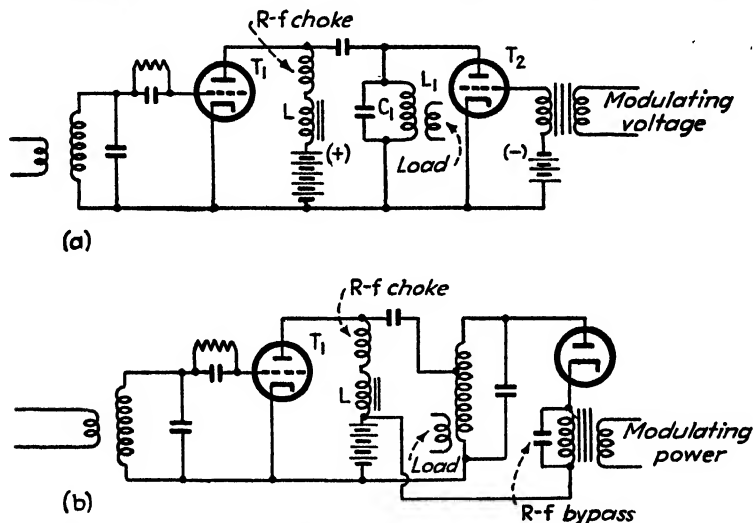 R-f choke
T1
T2
L1
C1
L
(+)
Load
(-)
Modulating
voltage
(a)
R-f choke
T1
L
Load
Modulating
power
R-f bypass
(b)